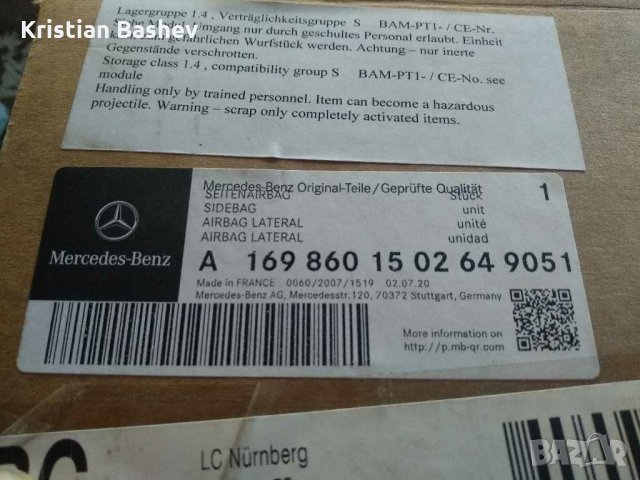 Kristian Bashev
Lagergruppe 1.4, Verträglichkeitsgruppe S BAM-PT1- / CE-Nr.
Siehe Modul Umgang nur durch geschultes Personal erlaubt. Einheit
gefährlichen Wurfstück werden. Achtung – nur inerte
Gegenstände verschrotten.
Storage class 1.4, compatibility group S BAM-PT1- / CE-No. see
module
Handling only by trained personnel. Item can become a hazardous
projectile. Warning – scrap only completely activated items.
Mercedes-Benz
Mercedes-Benz Original-Teile/Geprüfte Qualität 1
SEITENAIRBAG Stück
SIDEBAG unit
AIRBAG LATERAL unité
AIRBAG LATERAL unidad
A 169 860 15 02 64 9051
Made in FRANCE 0060/2007/1519 02.07.20
Mercedes-Benz AG, Mercedesstr.120, 70372 Stuttgart, Germany
More information on
http://p.mb-qr.com
LC Nürnberg
BAZAR